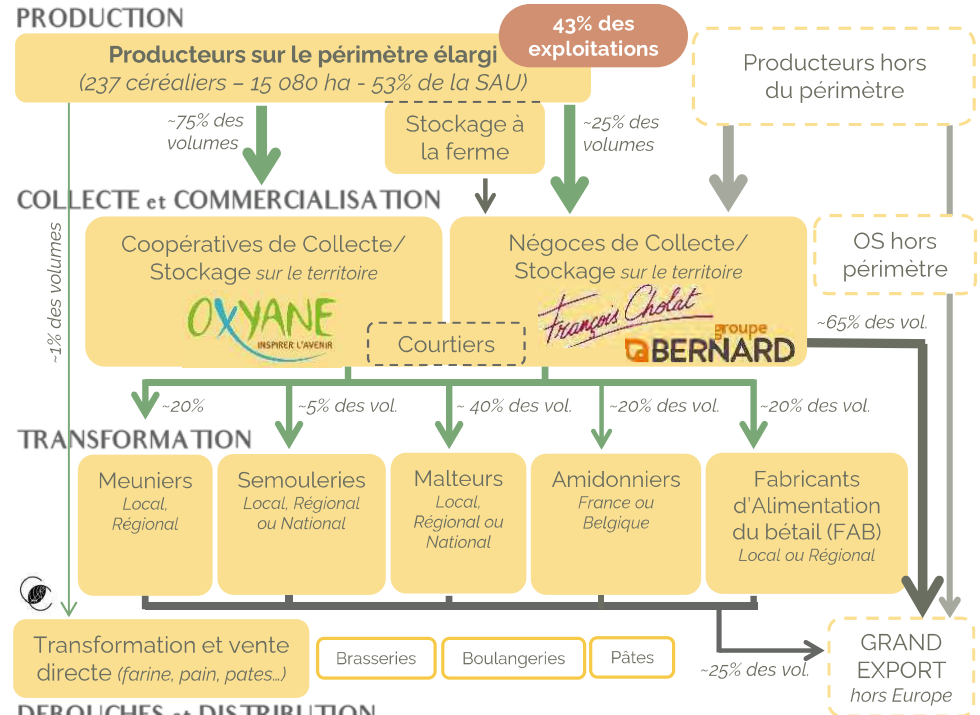 PRODUCTION
43% des
exploitations
Producteurs sur le périmètre élargi
(237 céréaliers – 15 080 ha - 53% de la SAU)
Producteurs hors
du périmètre
~75% des
volumes
Stockage à
la ferme
~25% des
volumes
COLLECTE et COMMERCIALISATION
~1% des volumes
Coopératives de Collecte/
Stockage sur le territoire
OXYANE
INSPIRER L'AVENIR
Négoces de Collecte/
Stockage sur le territoire
François Cholat
groupe
BERNARD
OS hors
périmètre
Courtiers
~65% des vol.
~20%
~5% des vol.
~ 40% des vol.
~20% des vol.
~20% des vol.
TRANSFORMATION
Meuniers
Local,
Régional
Semouleries
Local, Régional
ou National
Malteurs
Local,
Régional ou
National
Amidonniers
France ou
Belgique
Fabricants
d'Alimentation
du bétail (FAB)
Local ou Régional
Transformation et vente
directe (farine, pain, pates…)
Brasseries
Boulangeries
Pâtes
~25% des vol.
GRAND
EXPORT
hors Europe
DEBOUCHES et DISTRIBUTION